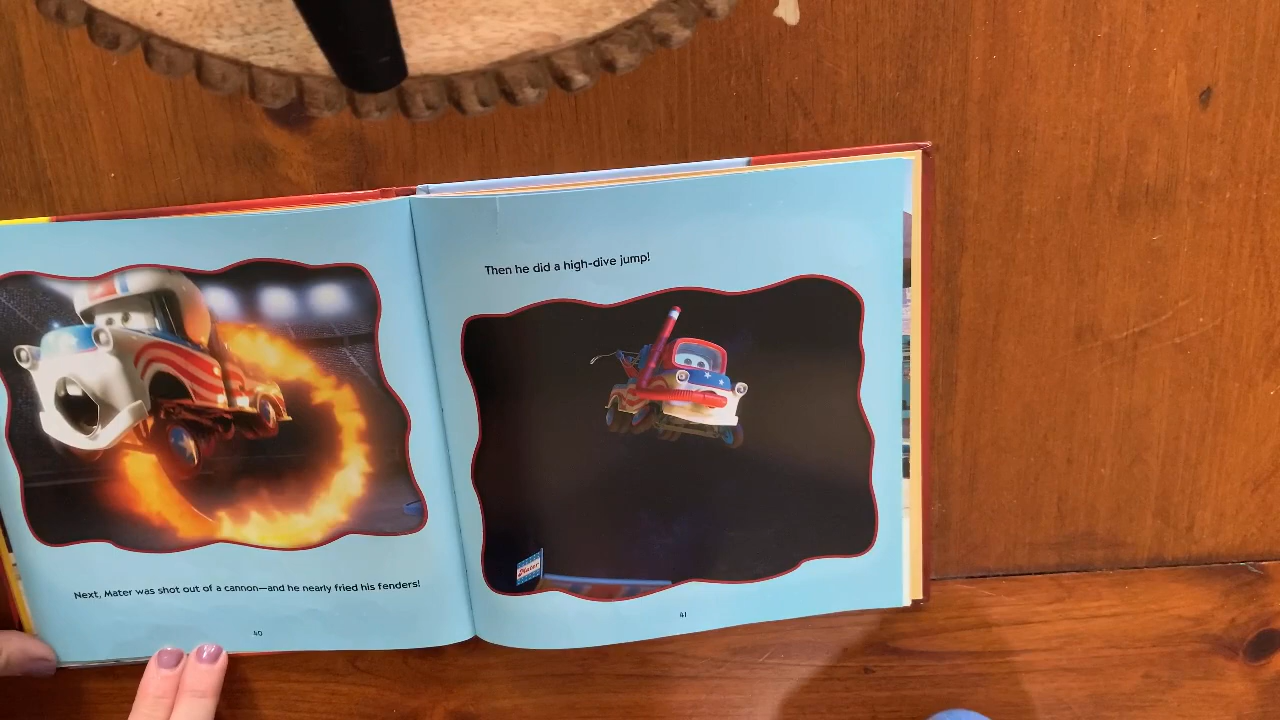 Next, Mater was shot out of a cannon—and he nearly fried his fenders!
40
Then he did a high-dive jump!
Mater
41